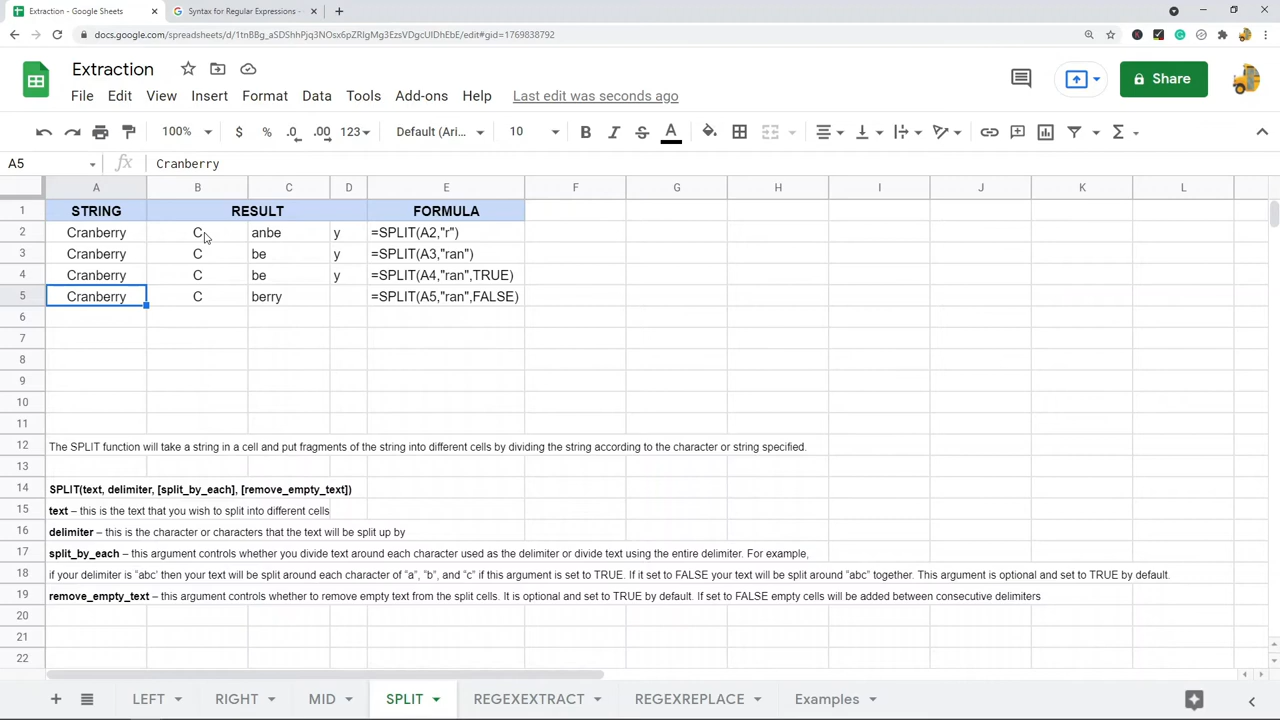 Extraction - Google Sheets
Syntax for Regular Expressions -
docs.google.com/spreadsheets/d/1tnBBg_aSDShhPjq3NOsx6pZRlgMg3EzsVDgcUIDhEbE/edit#gid=1769838792
Extraction
Share
File Edit View Insert Format Data Tools Add-ons Help Last edit was seconds ago
100% $ % .0 .00 123 Default (Ari... 10 B I S A
A5 fx Cranberry
A B C D E F G H I J K L
1 STRING RESULT FORMULA
2 Cranberry C anbe y =SPLIT(A2,"r")
3 Cranberry C be y =SPLIT(A3,"ran")
4 Cranberry C be y =SPLIT(A4,"ran",TRUE)
5 Cranberry C berry =SPLIT(A5,"ran",FALSE)
6
7
8
9
10
11
12 The SPLIT function will take a string in a cell and put fragments of the string into different cells by dividing the string according to the character or string specified.
13
14 SPLIT(text, delimiter, [split_by_each], [remove_empty_text])
15 text – this is the text that you wish to split into different cells
16 delimiter – this is the character or characters that the text will be split up by
17 split_by_each – this argument controls whether you divide text around each character used as the delimiter or divide text using the entire delimiter. For example,
18 if your delimiter is “abc’ then your text will be split around each character of “a”, “b”, and “c” if this argument is set to TRUE. If it set to FALSE your text will be split around “abc” together. This argument is optional and set to TRUE by default.
19 remove_empty_text – this argument controls whether to remove empty text from the split cells. It is optional and set to TRUE by default. If set to FALSE empty cells will be added between consecutive delimiters
20
21
22
LEFT RIGHT MID SPLIT REGEXEXTRACT REGEXREPLACE Examples